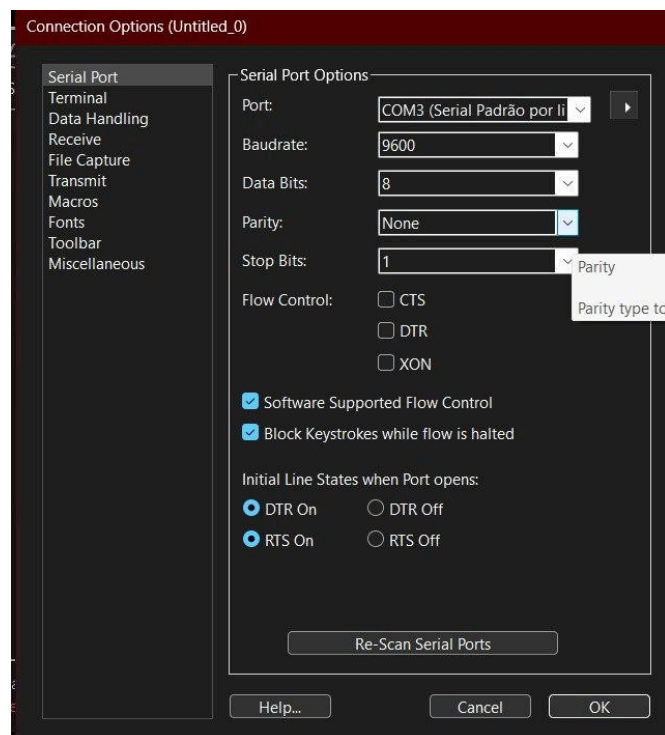 Connection Options (Untitled_0)
Serial Port
Terminal
Data Handling
Receive
File Capture
Transmit
Macros
Fonts
Toolbar
Miscellaneous
Serial Port Options
Port: COM3 (Serial Padrão por li
Baudrate: 9600
Data Bits: 8
Parity: None
Stop Bits: 1
Parity
Parity type to
Flow Control: CTS
DTR
XON
Software Supported Flow Control
Block Keystrokes while flow is halted
Initial Line States when Port opens:
DTR On DTR Off
RTS On RTS Off
Re-Scan Serial Ports
Help... Cancel OK